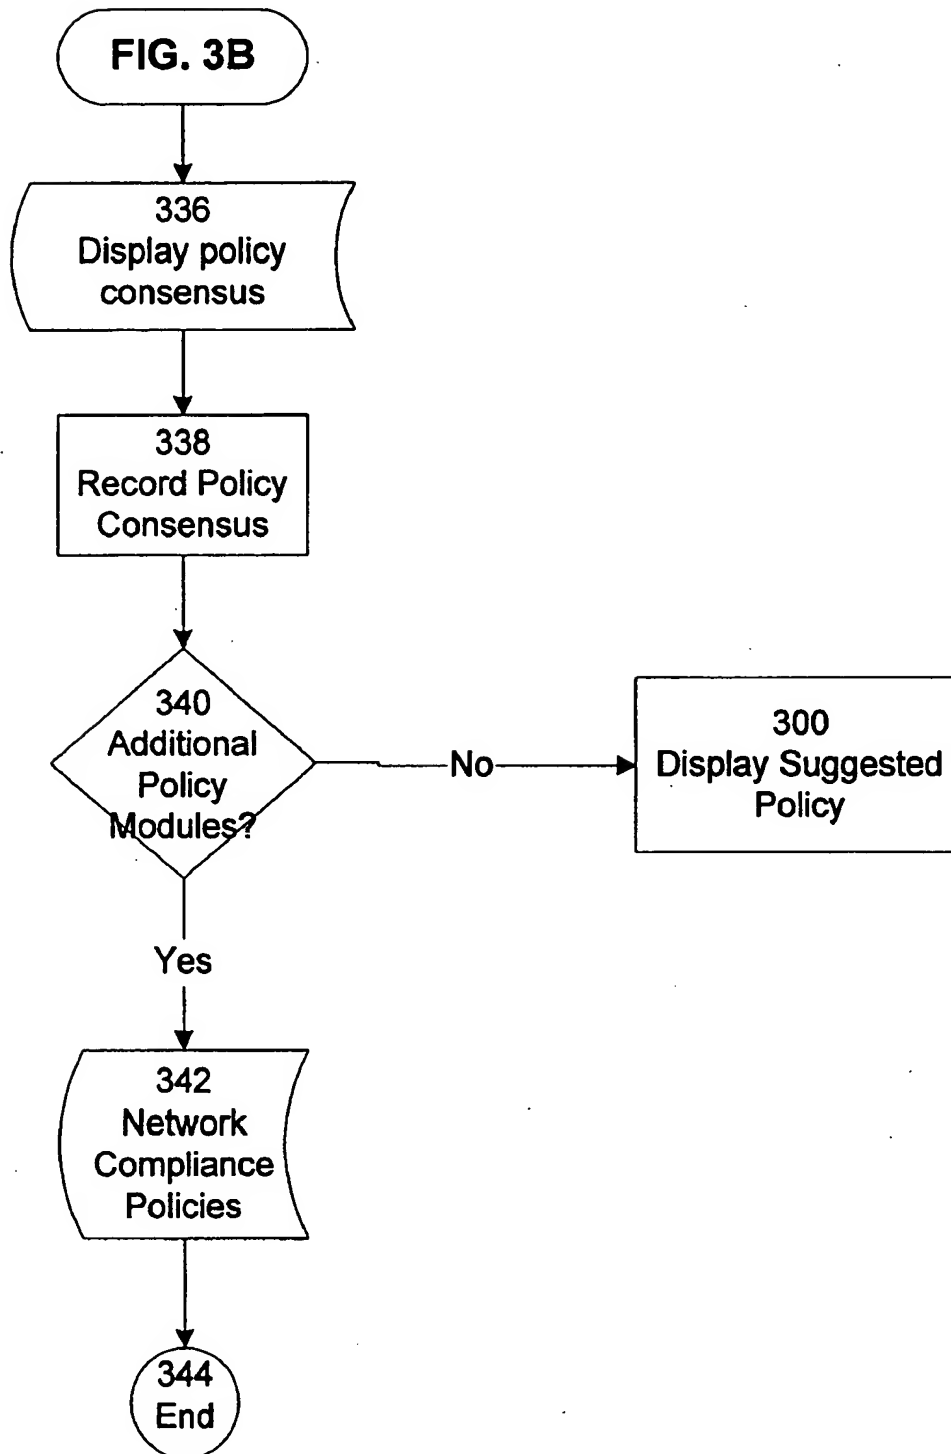 FIG. 3B
336
Display policy
consensus
338
Record Policy
Consensus
340
Additional
Policy
Modules?
No
300
Display Suggested
Policy
Yes
342
Network
Compliance
Policies
344
End